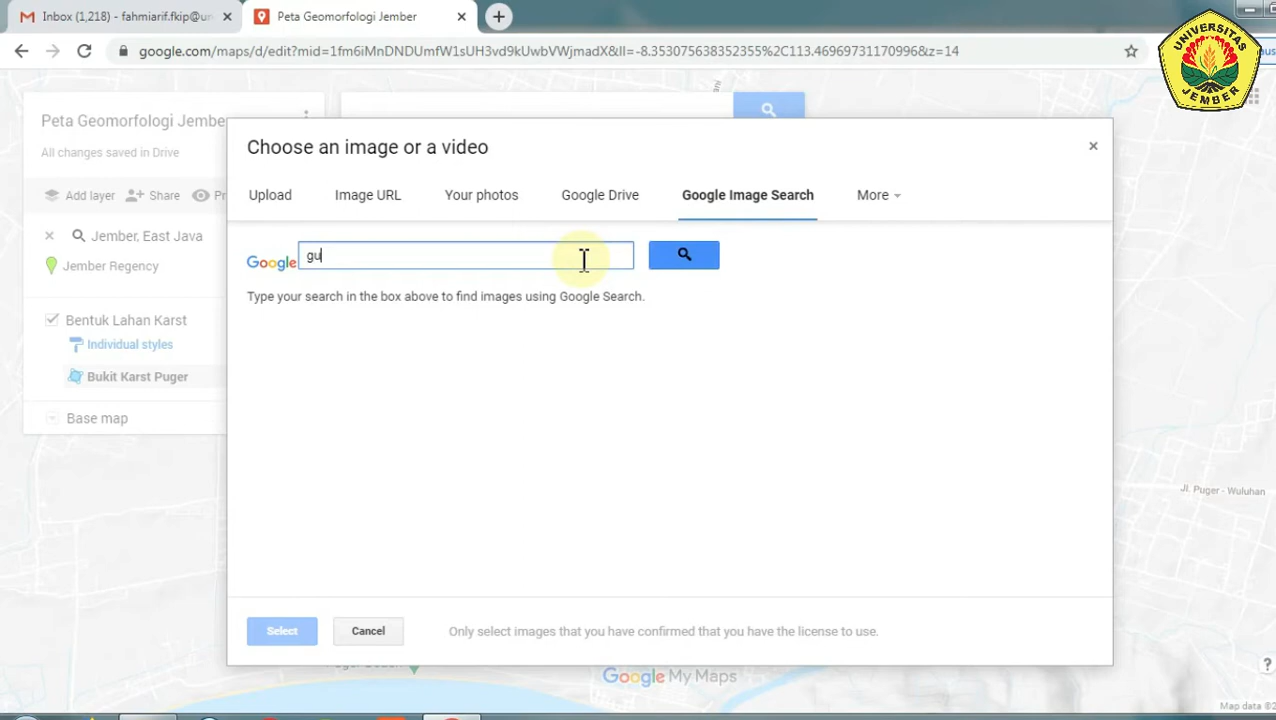 Inbox (1,218) - fahmiarif.fkip@un
Peta Geomorfologi Jember
google.com/maps/d/edit?mid=1fm6iMnDNDUmfW1sUH3vd9kUwbVWjmadX&ll=-8.353075638352355%2C113.46969731170996&z=14
UNIVERSITAS
JEMBER
Peta Geomorfologi Jember
All changes saved in Drive
Add layer
Share
Pr
Jember, East Java
Jember Regency
Bentuk Lahan Karst
Individual styles
Bukit Karst Puger
Base map
Choose an image or a video
Upload
Image URL
Your photos
Google Drive
Google Image Search
More
Google
gu
Type your search in the box above to find images using Google Search.
Select
Cancel
Only select images that you have confirmed that you have the license to use.
Jl. Puger - Wuluhan
Google My Maps
Map data ©2